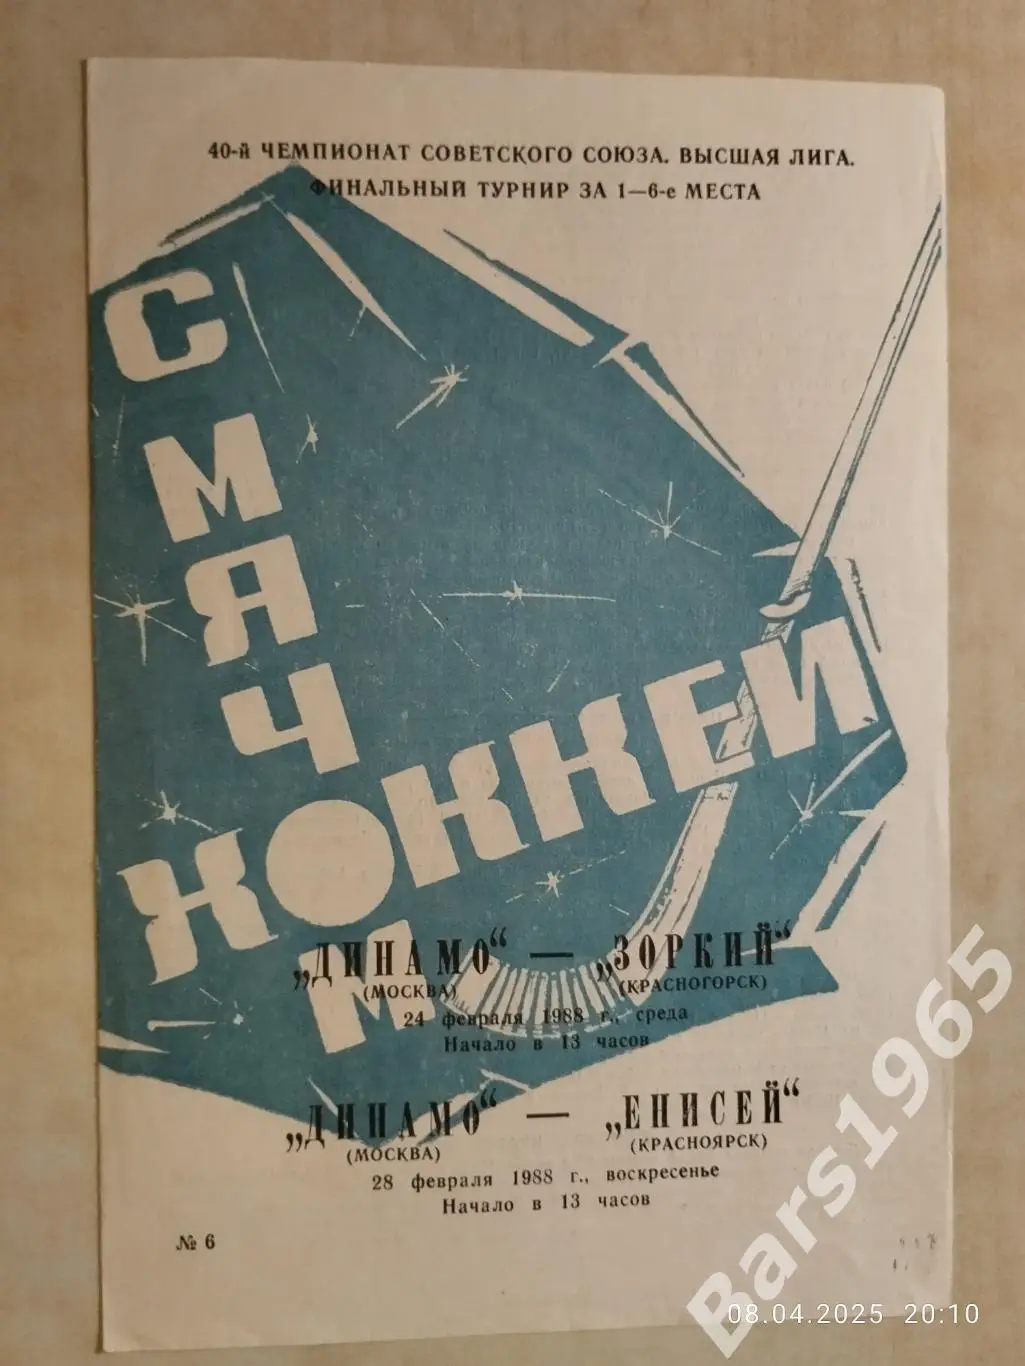 40-й ЧЕМПИОНАТ СОВЕТСКОГО СОЮЗА. ВЫСШАЯ ЛИГА.
ФИНАЛЬНЫЙ ТУРНИР ЗА 1—6-е МЕСТА
ХОККЕЙ
С МЯЧОМ
„ДИНАМО“ — „ЗОРКИЙ“
(МОСКВА) (КРАСНОГОРСК)
24 февраля 1988 г., среда
Начало в 13 часов
„ДИНАМО“ — „ЕНИСЕЙ“
(МОСКВА) (КРАСНОЯРСК)
28 февраля 1988 г., воскресенье
Начало в 13 часов
№ 6
Bars1965
08.04.2025 20:10